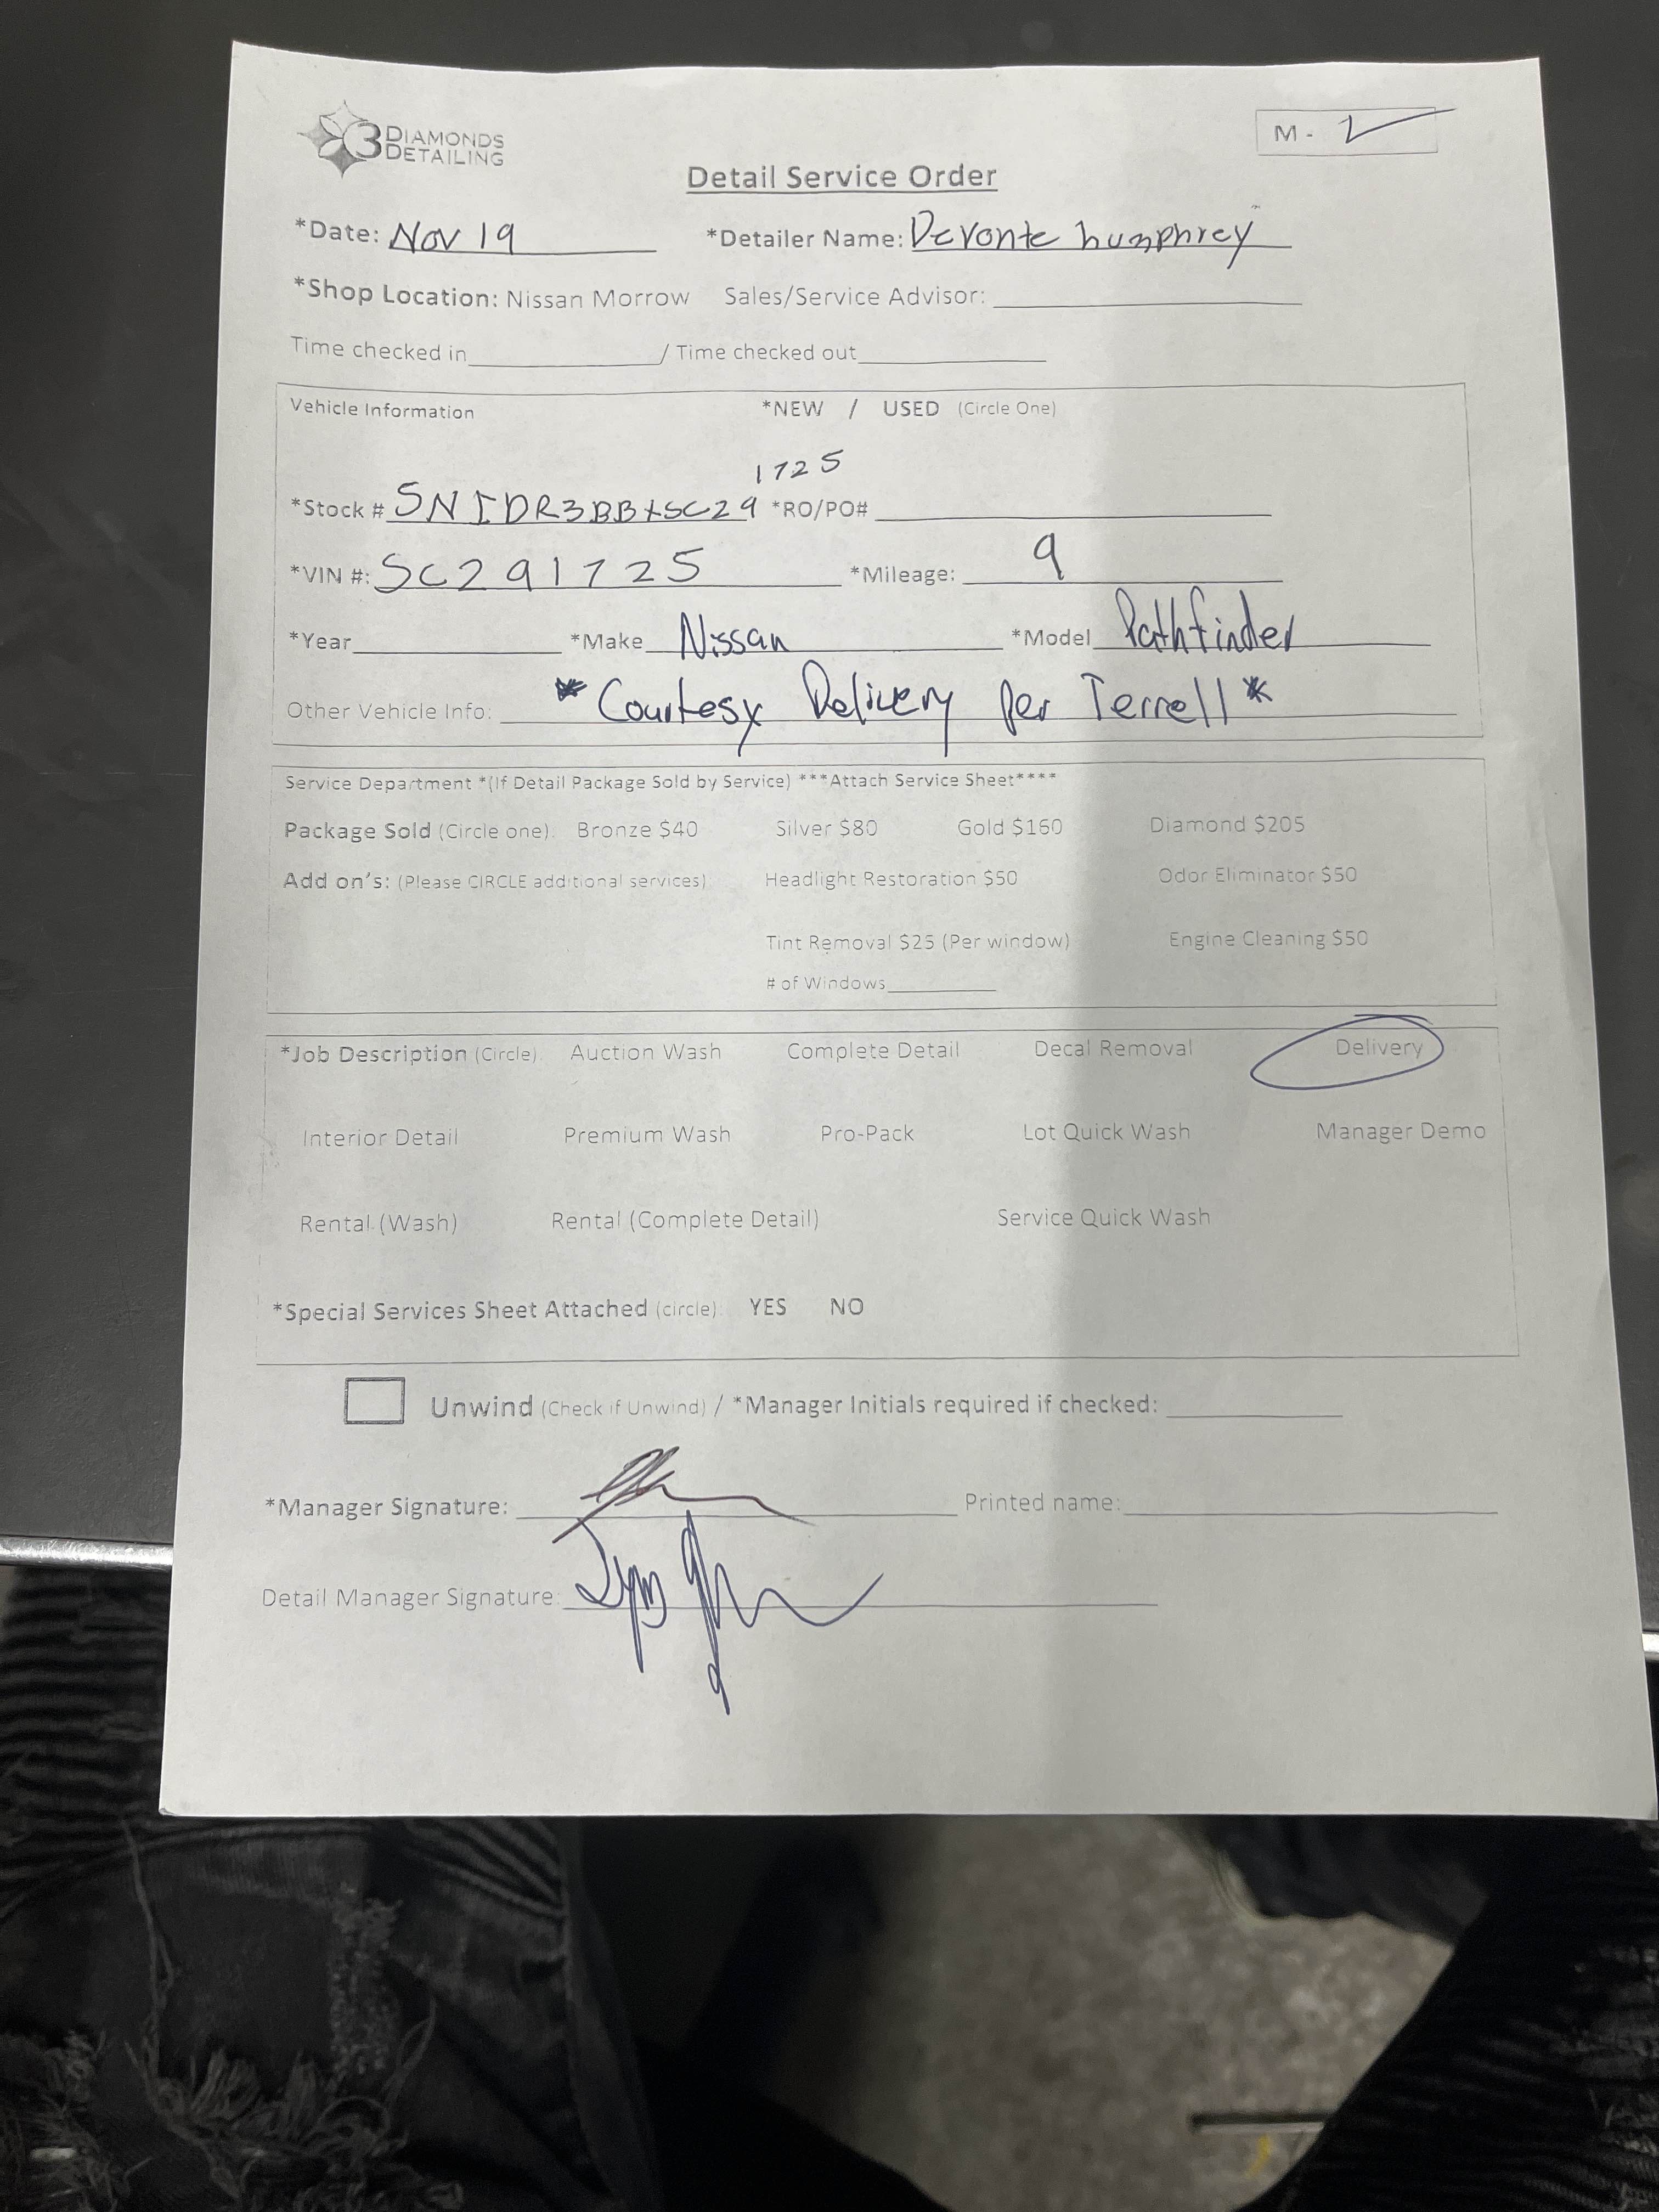 3 DIAMONDS
DETAILING
M - 2
Detail Service Order
*Date: Nov 19 *Detailer Name: Devonte humphrey
*Shop Location: Nissan Morrow Sales/Service Advisor:
Time checked in / Time checked out
Vehicle Information *NEW / USED (Circle One)
1725
*Stock # 5NIDR3BBXSC29 *RO/PO#
*VIN #: SC291725 *Mileage: 9
*Year *Make Nissan *Model Pathfinder
Other Vehicle Info: * Courtesy Delivery per Terrell *
Service Department *(If Detail Package Sold by Service) ***Attach Service Sheet****
Package Sold (Circle one). Bronze $40 Silver $80 Gold $160 Diamond $205
Add on's: (Please CIRCLE additional services) Headlight Restoration $50 Odor Eliminator $50
Tint Removal $25 (Per window) Engine Cleaning $50
# of Windows
*Job Description (Circle). Auction Wash Complete Detail Decal Removal Delivery
Interior Detail Premium Wash Pro-Pack Lot Quick Wash Manager Demo
Rental (Wash) Rental (Complete Detail) Service Quick Wash
*Special Services Sheet Attached (circle): YES NO
Unwind (Check if Unwind) / *Manager Initials required if checked:
*Manager Signature: Printed name:
Detail Manager Signature: